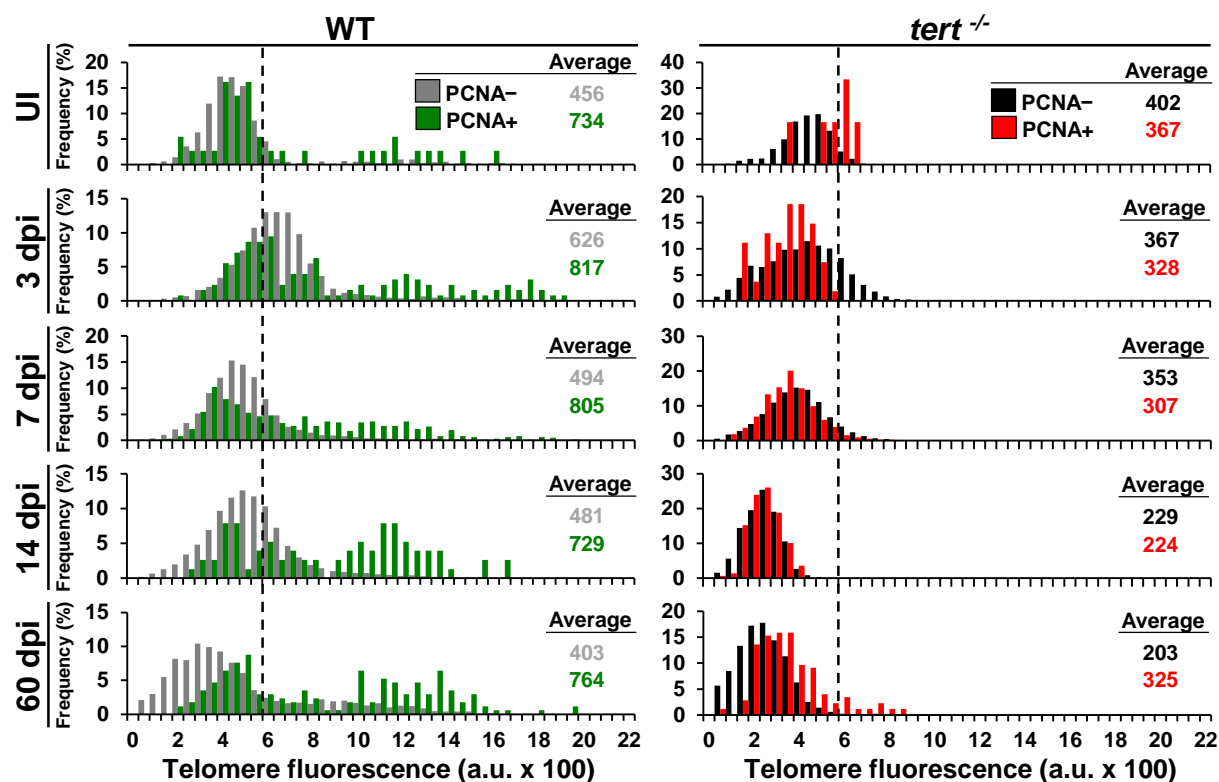 WT
tert -/-
UI
Frequency (%)
20
15
10
5
0
PCNA−
PCNA+
Average
456
734
40
30
20
10
0
PCNA−
PCNA+
Average
402
367
3 dpi
Frequency (%)
15
10
5
0
Average
626
817
20
15
10
5
0
Average
367
328
7 dpi
Frequency (%)
20
15
10
5
0
Average
494
805
30
20
10
0
Average
353
307
14 dpi
Frequency (%)
15
10
5
0
Average
481
729
30
20
10
0
Average
229
224
60 dpi
Frequency (%)
15
10
5
0
Average
403
764
20
15
10
5
0
Average
203
325
0 2 4 6 8 10 12 14 16 18 20 22
0 2 4 6 8 10 12 14 16 18 20 22
Telomere fluorescence (a.u. x 100)
Telomere fluorescence (a.u. x 100)